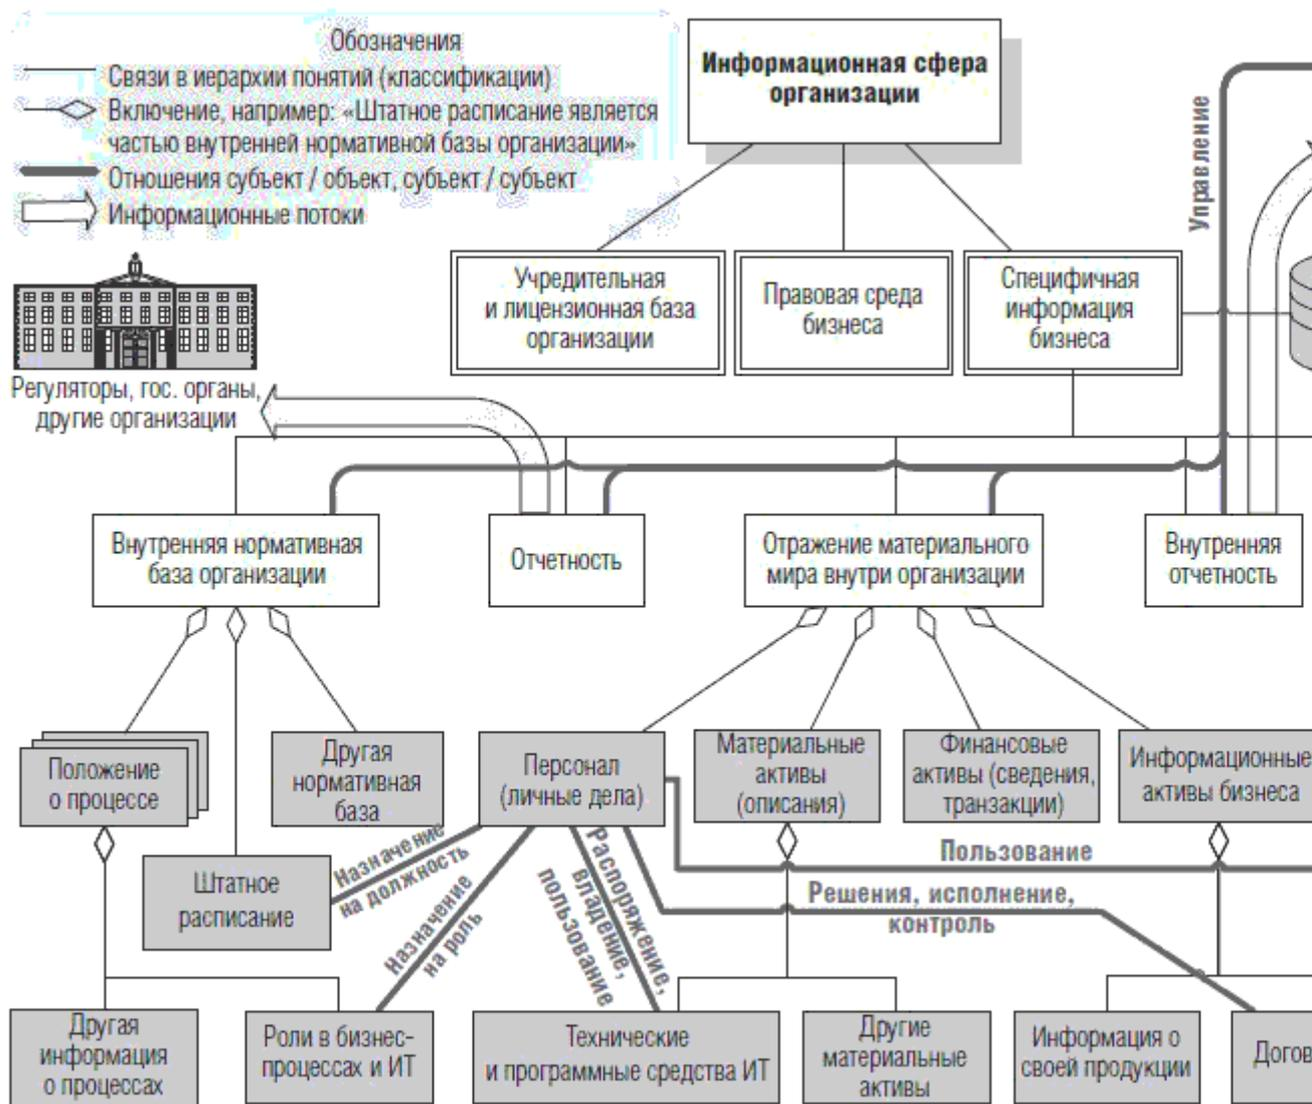 Обозначения
Связи в иерархии понятий (классификации)
Включение, например: «Штатное расписание является
частью внутренней нормативной базы организации»
Отношения субъект / объект, субъект / субъект
Информационные потоки
Информационная сфера
организации
Управление
Учредительная
и лицензионная база
организации
Правовая среда
бизнеса
Специфичная
информация
бизнеса
Регуляторы, гос. органы,
другие организации
Внутренняя нормативная
база организации
Отчетность
Отражение материального
мира внутри организации
Внутренняя
отчетность
Положение
о процессе
Другая
нормативная
база
Персонал
(личные дела)
Материальные
активы
(описания)
Финансовые
активы (сведения,
транзакции)
Информационные
активы бизнеса
Штатное
расписание
Назначение
на должность
Назначение
на роль
Распоряжение,
владение,
пользование
Пользование
Решения, исполнение,
контроль
Другая
информация
о процессах
Роли в бизнес-
процессах и ИТ
Технические
и программные средства ИТ
Другие
материальные
активы
Информация о
своей продукции
Догов